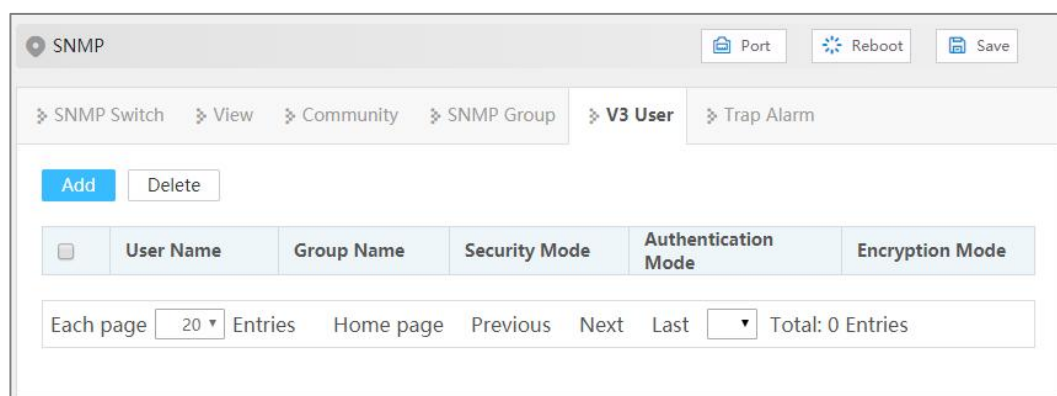 SNMP Port Reboot Save
SNMP Switch View Community SNMP Group V3 User Trap Alarm
Add Delete
User Name Group Name Security Mode Authentication Mode Encryption Mode
Each page 20 Entries Home page Previous Next Last Total: 0 Entries